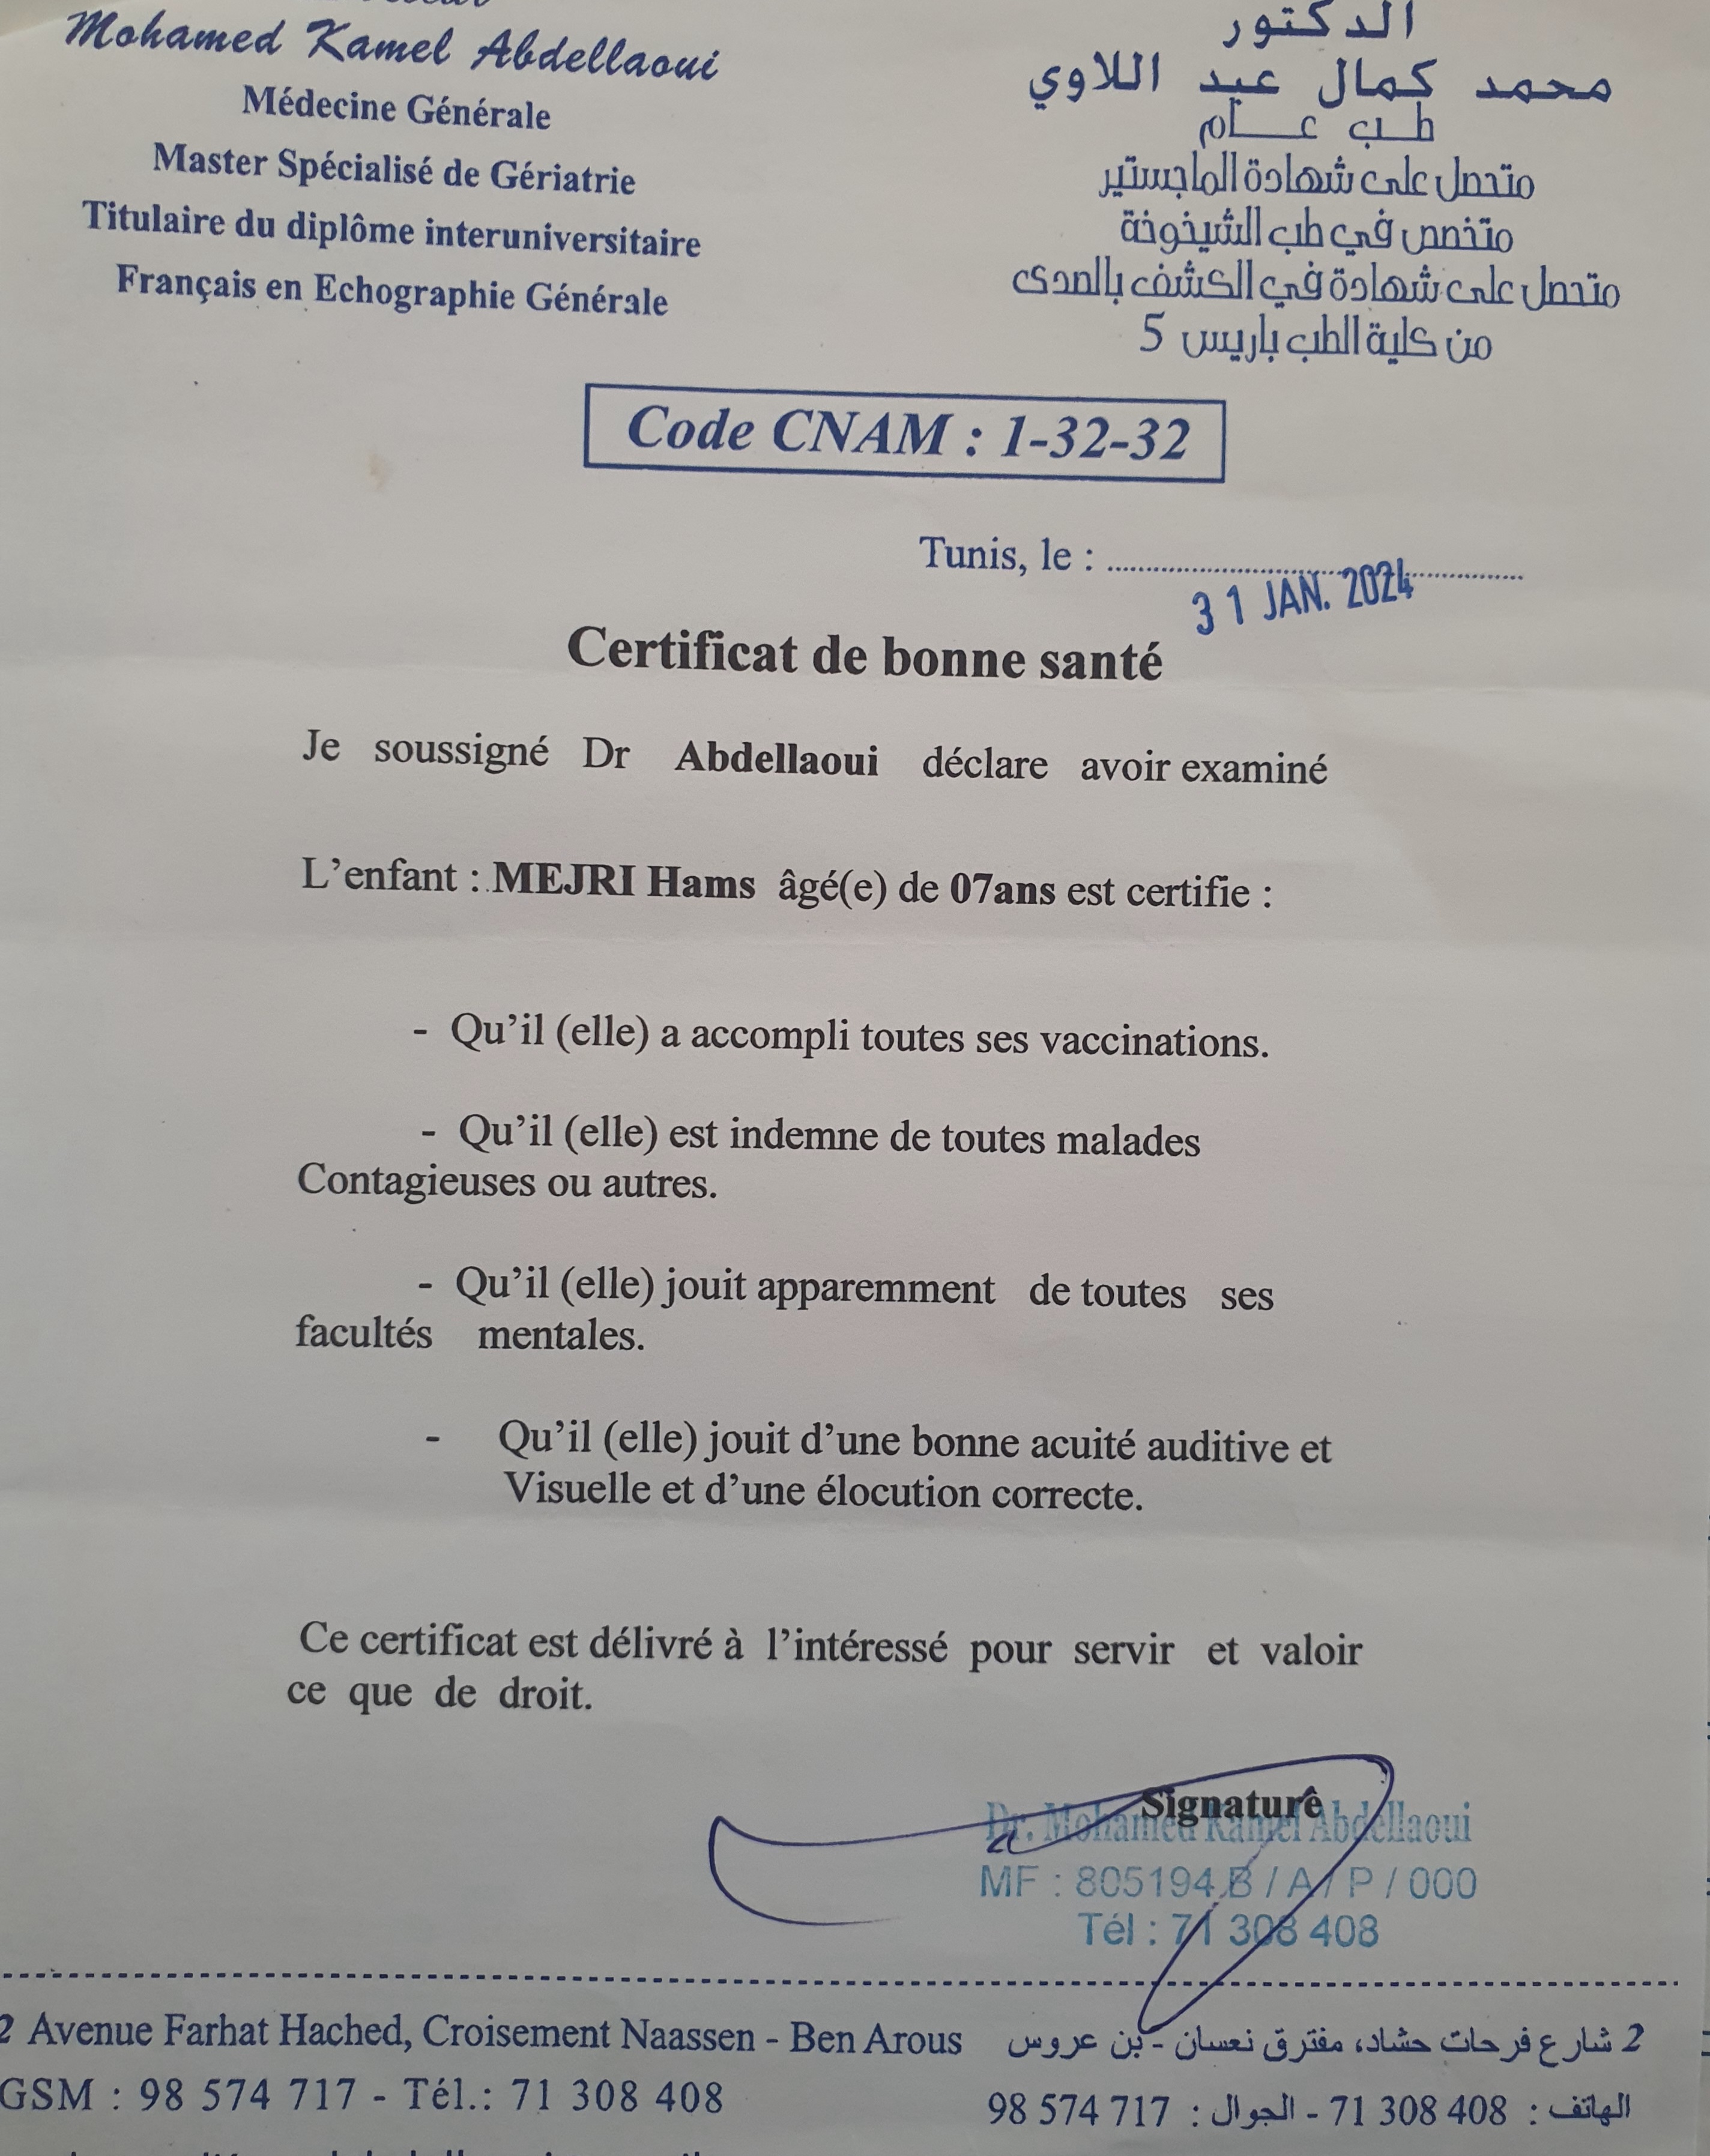 Mohamed Kamel Abdellaoui
Médecine Générale
Master Spécialisé de Gériatrie
Titulaire du diplôme interuniversitaire
Français en Echographie Générale
الدكتور
محمد كمال عبد اللاوي
طب عام
متحصل على شهادة الماجستير
متخصص في طب الشيخوخة
متحصل على شهادة في الكشف بالصدى
من كلية الطب باريس 5
Code CNAM : 1-32-32
Tunis, le : ........................................
31 JAN. 2024
Certificat de bonne santé
Je soussigné Dr Abdellaoui déclare avoir examiné
L'enfant : MEJRI Hams âgé(e) de 07ans est certifie :
- Qu'il (elle) a accompli toutes ses vaccinations.
- Qu'il (elle) est indemne de toutes malades
Contagieuses ou autres.
- Qu'il (elle) jouit apparemment de toutes ses
facultés mentales.
- Qu'il (elle) jouit d'une bonne acuité auditive et
Visuelle et d'une élocution correcte.
Ce certificat est délivré à l'intéressé pour servir et valoir
ce que de droit.
Signature
Dr. Mohamed Kamel Abdellaoui
MF : 805194 B / A / P / 000
Tél : 71 308 408
2 Avenue Farhat Hached, Croisement Naassen - Ben Arous
GSM : 98 574 717 - Tél.: 71 308 408
2 شارع فرحات حشاد، مفترق نعسان - بن عروس
الهاتف : 71 308 408 - الجوال : 98 574 717